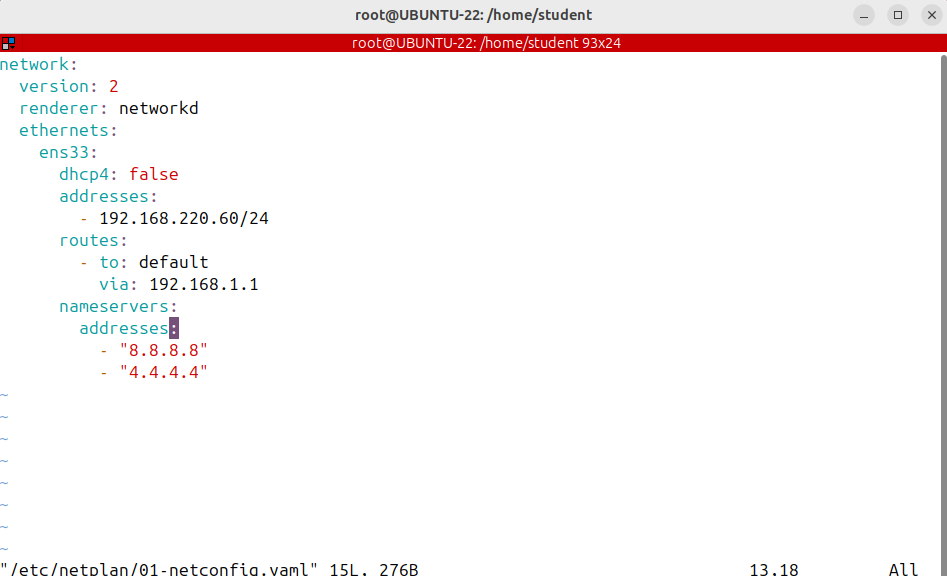 root@UBUNTU-22: /home/student
root@UBUNTU-22: /home/student 93x24
network:
  version: 2
  renderer: networkd
  ethernets:
    ens33:
      dhcp4: false
      addresses:
        - 192.168.220.60/24
      routes:
        - to: default
          via: 192.168.1.1
      nameservers:
        addresses:
          - "8.8.8.8"
          - "4.4.4.4"
~
~
~
~
~
~
~
~
"/etc/netplan/01-netconfig.yaml" 15L, 276B 13,18 All